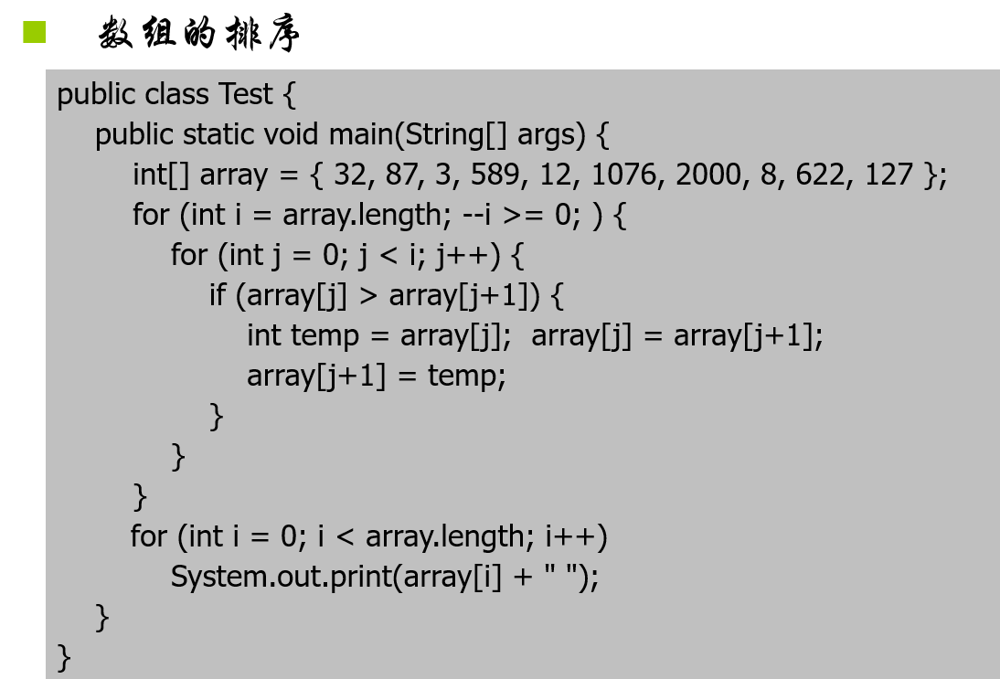 数组的排序
public class Test {
public static void main(String[] args) {
int[] array = { 32, 87, 3, 589, 12, 1076, 2000, 8, 622, 127 };
for (int i = array.length; --i >= 0; ) {
for (int j = 0; j < i; j++) {
if (array[j] > array[j+1]) {
int temp = array[j];  array[j] = array[j+1];
array[j+1] = temp;
}
}
}
for (int i = 0; i < array.length; i++)
System.out.print(array[i] + " ");
}
}